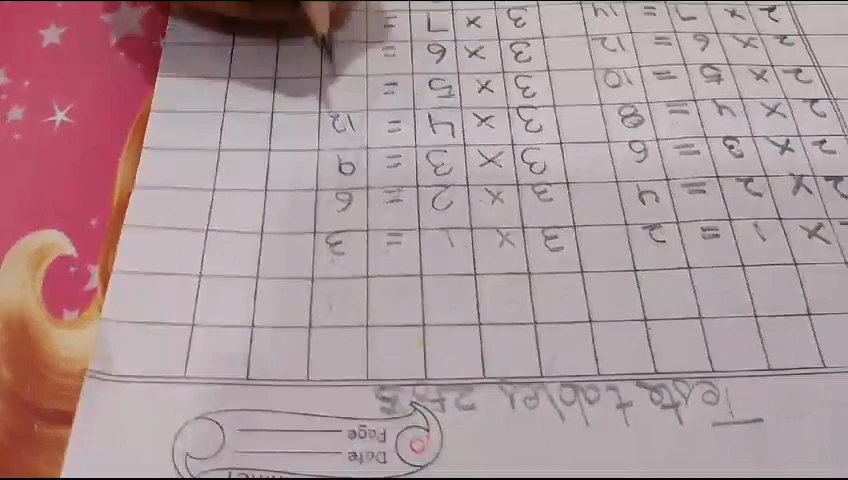 Date
Page
tables
x 1 = 2 3 x 1 = 3
2 x 2 = 4 3 x 2 = 6
2 x 3 = 6 3 x 3 = 9
2 x 4 = 8 3 x 4 = 12
2 x 5 = 10 3 x 5 =
2 x 6 = 12 3 x 6 =
2 x 7 = 14 3 x 7 =